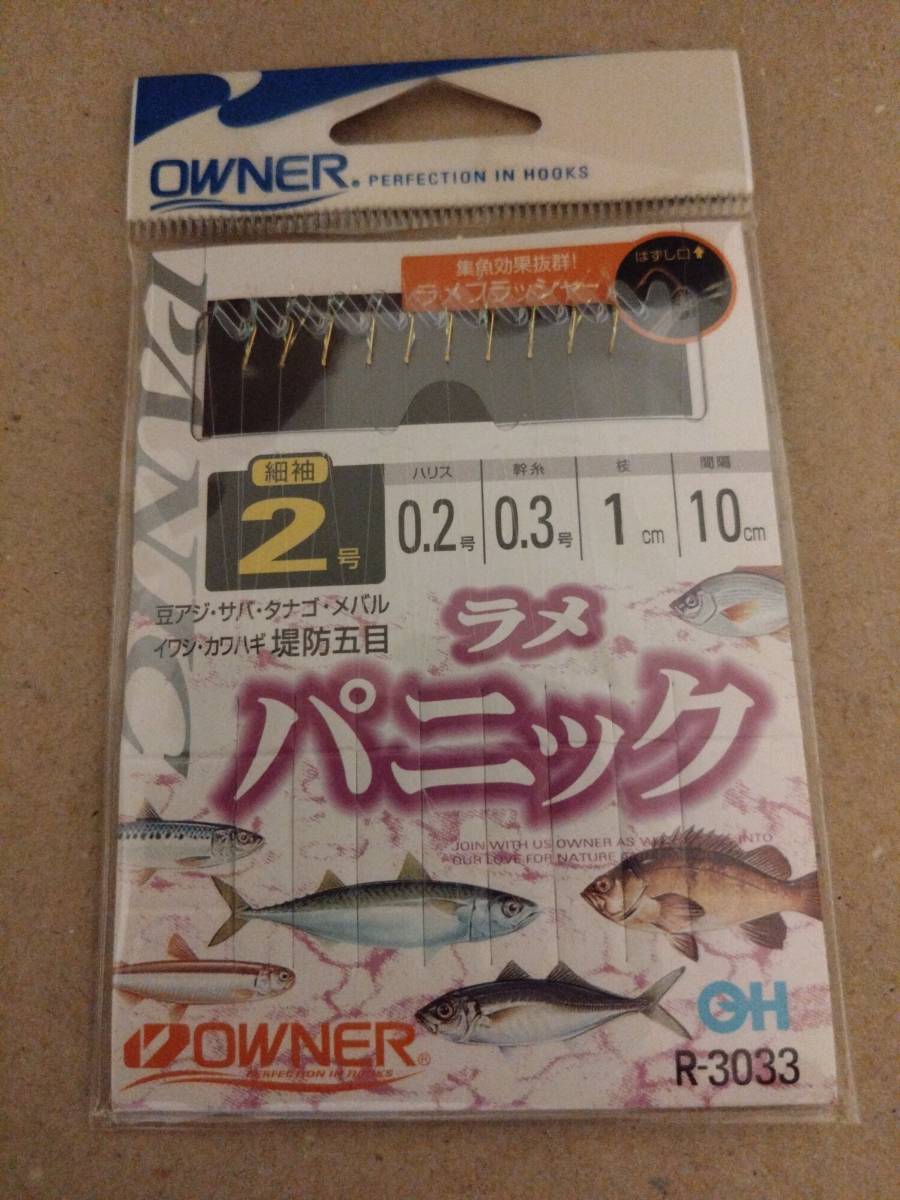 OWNER® PERFECTION IN HOOKS
PANIC
集魚効果抜群!
ラメフラッシャー
はずし口↑
細袖
2号
ハリス
0.2号
幹糸
0.3号
枝
1cm
間隔
10cm
豆アジ・サバ・タナゴ・メバル
イワシ・カワハギ 堤防五目
ラメ
パニック
JOIN WITH US OWNER AS W INTO
OUR LOVE FOR NATURE
OWNER®
PERFECTION IN HOOKS
OH
R-3033